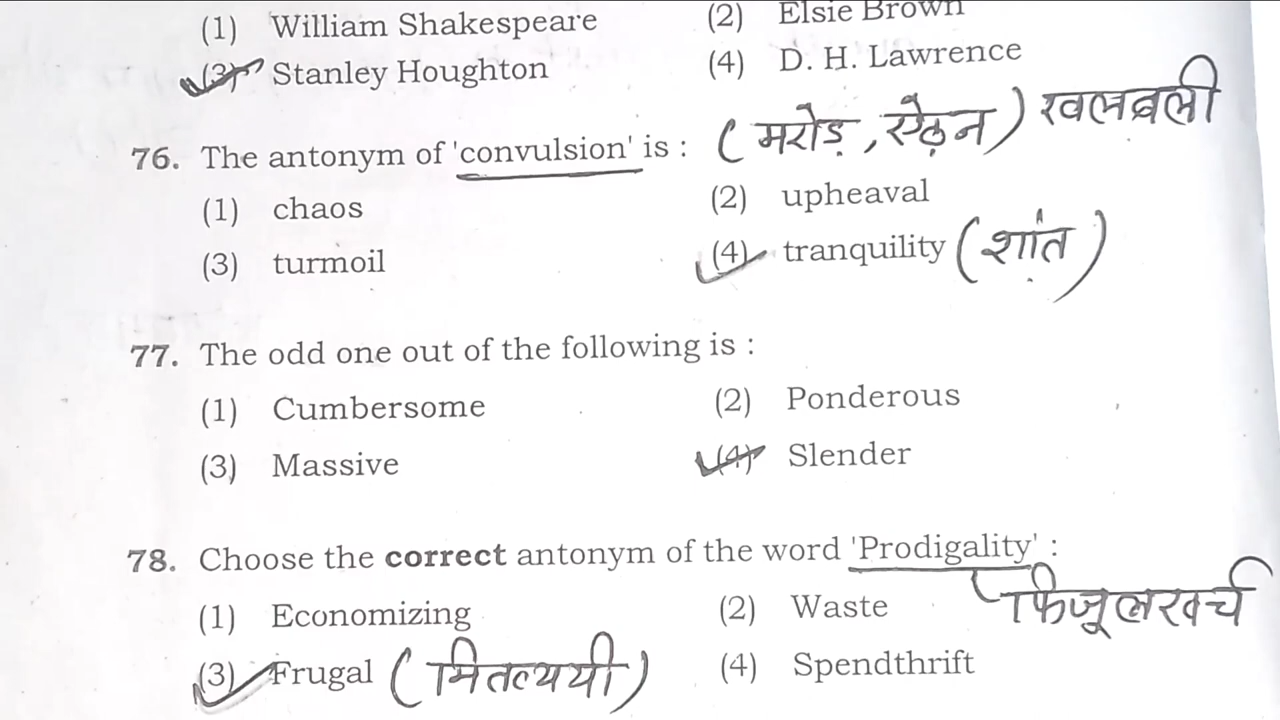 (1) William Shakespeare (2) Elsie Brown
(3) Stanley Houghton (4) D. H. Lawrence
76. The antonym of 'convulsion' is : (मरोड़, ऐंठन) खलबली
(1) chaos (2) upheaval
(3) turmoil (4) tranquility (शांत)
77. The odd one out of the following is :
(1) Cumbersome (2) Ponderous
(3) Massive (4) Slender
78. Choose the correct antonym of the word 'Prodigality' :
फिजूलखर्च
(1) Economizing (2) Waste
(3) Frugal (मितव्ययी) (4) Spendthrift